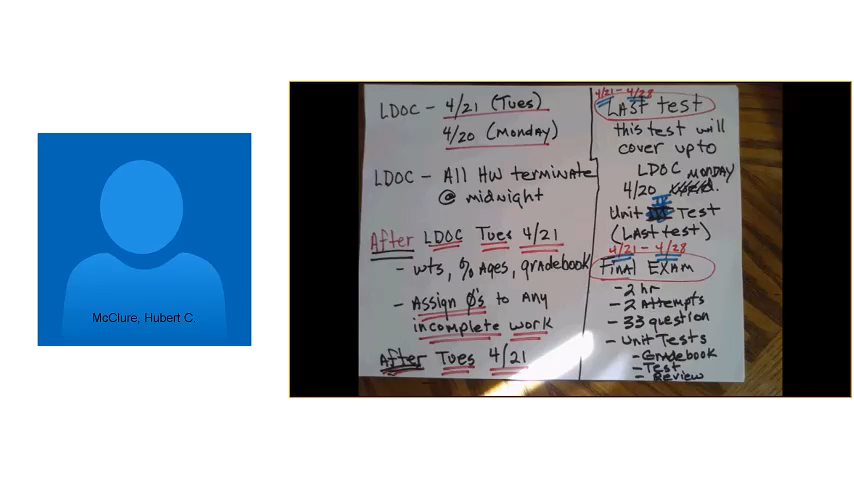 McClure, Hubert C.
LDOC - 4/21 (Tues)
4/20 (Monday)
LDOC - All HW terminate
@ midnight
After LDOC Tues 4/21
- wts, % Ages, gradebook
- Assign 0's to any
incomplete work
After Tues 4/21
4/21 - 4/28
LAST test
this test will
cover up to
LDOC MONDAY
4/20
Unit IV Test
(LAST test)
4/21 - 4/28
Final EXAM
- 2 hr
- 2 Attempts
- 33 question
- Unit Tests
- Gradebook
- Test
- Review